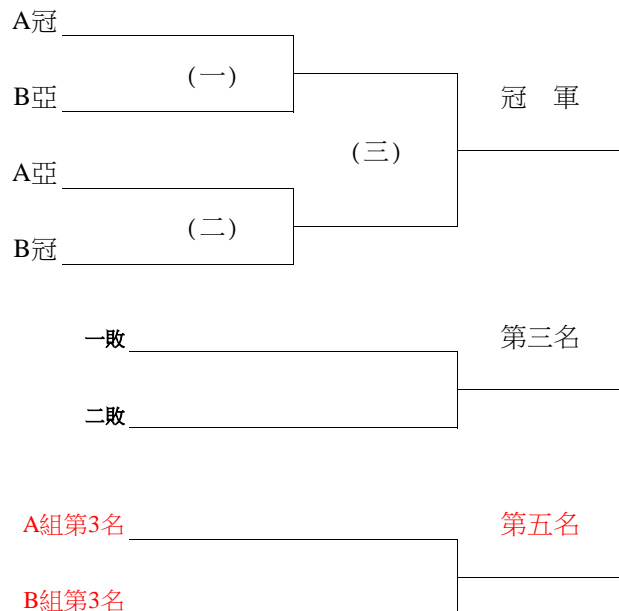 A冠
(一)
B亞
冠 軍
(三)
A亞
(二)
B冠
一敗
第三名
二敗
A組第3名
第五名
B組第3名